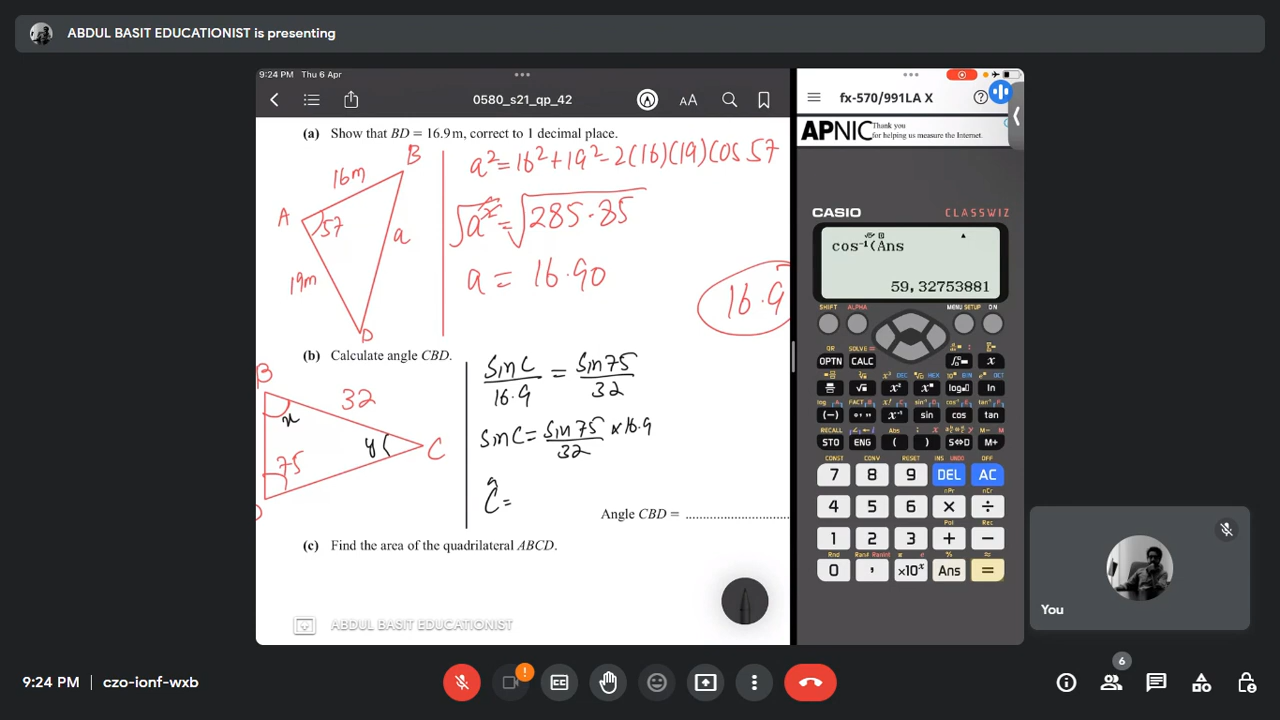 ABDUL BASIT EDUCATIONIST is presenting
9:24 PM Thu 6 Apr
0580_s21_qp_42
AA
fx-570/991LA X
?
(a) Show that BD = 16.9 m, correct to 1 decimal place.
APNIC Thank you for helping us measure the Internet.
B
16m
A
57
a
19m
D
a² = 16² + 19² - 2(16)(19)(cos 57
√a² = √285.85
a = 16.90
16.9
CASIO CLASSWIZ
cos⁻¹(Ans
59,32753881
SHIFT ALPHA MENU SETUP ON
OPTN CALC x
log ln
(-) sin cos tan
STO ENG ( ) S⇔D M+
7 8 9 DEL AC
4 5 6 × ÷
1 2 3 + −
0 , ×10ˣ Ans =
(b) Calculate angle CBD.
B
32
x
75
y
C
D
sin C / 16.9 = sin 75 / 32
sin C = sin 75 / 32 × 16.9
Ĉ =
Angle CBD = ......................................
(c) Find the area of the quadrilateral ABCD.
ABDUL BASIT EDUCATIONIST
You
9:24 PM | czo-ionf-wxb
CC
6